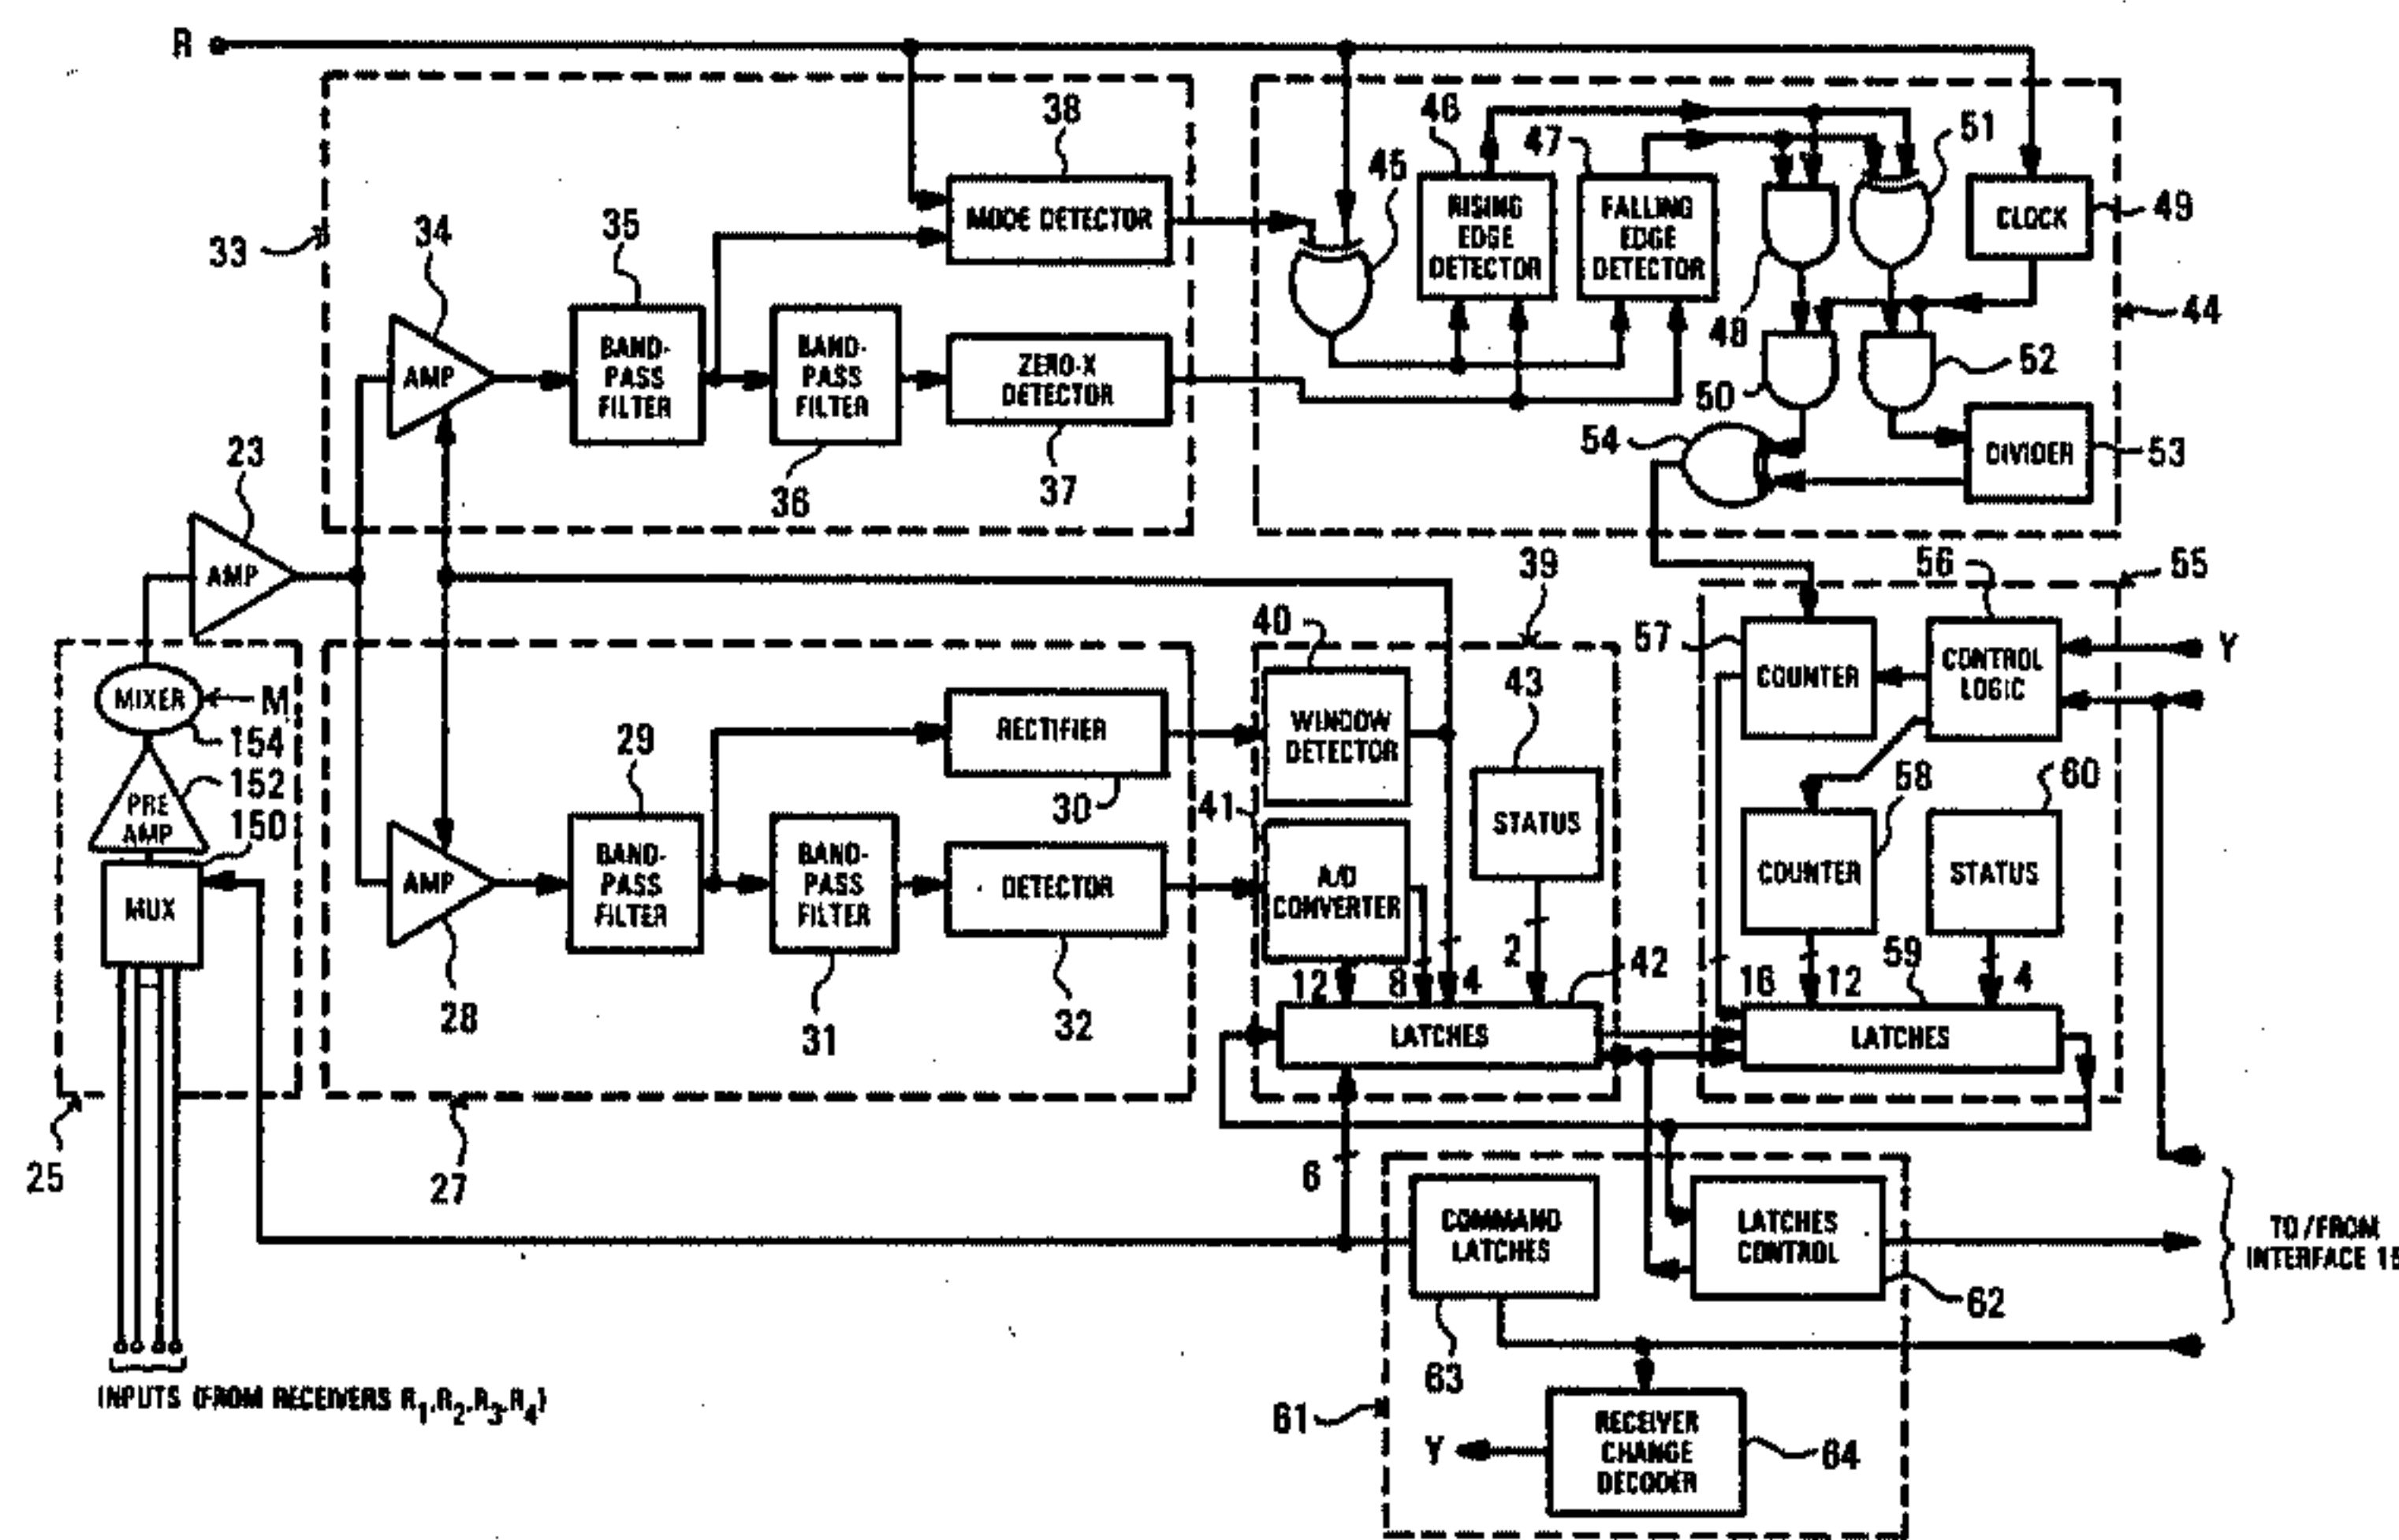 R
33
34
AMP
35
BAND-
PASS
FILTER
BAND-
PASS
FILTER
36
38
MODE DETECTOR
ZERO-X
DETECTOR
37
45
46
RISING
EDGE
DETECTOR
47
FALLING
EDGE
DETECTOR
51
CLOCK
49
48
44
50
52
54
DIVIDER
53
23
AMP
MIXER
M
154
152
PRE
AMP
150
MUX
25
INPUTS (FROM RECEIVERS R1,R2,R3,R4)
AMP
28
29
BAND-
PASS
FILTER
BAND-
PASS
FILTER
31
RECTIFIER
30
DETECTOR
32
27
39
40
WINDOW
DETECTOR
43
STATUS
41
A/D
CONVERTER
12
8
4
2
42
LATCHES
6
56
55
57
COUNTER
CONTROL
LOGIC
Y
58
60
COUNTER
STATUS
16
12
59
4
LATCHES
COMMAND
LATCHES
LATCHES
CONTROL
62
63
TO/FROM
INTERFACE
61
Y
RECEIVER
CHANGE
DECODER
64